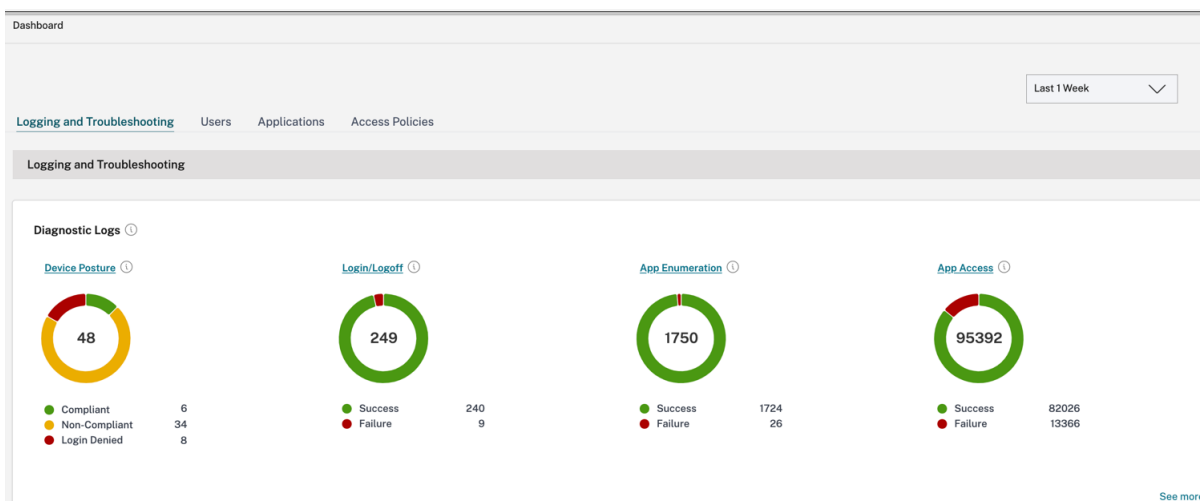 Dashboard
Last 1 Week
Logging and Troubleshooting Users Applications Access Policies
Logging and Troubleshooting
Diagnostic Logs
Device Posture Login/Logoff App Enumeration App Access
48 249 1750 95392
Compliant 6 Success 240 Success 1724 Success 82026
Non-Compliant 34 Failure 9 Failure 26 Failure 13366
Login Denied 8
See more